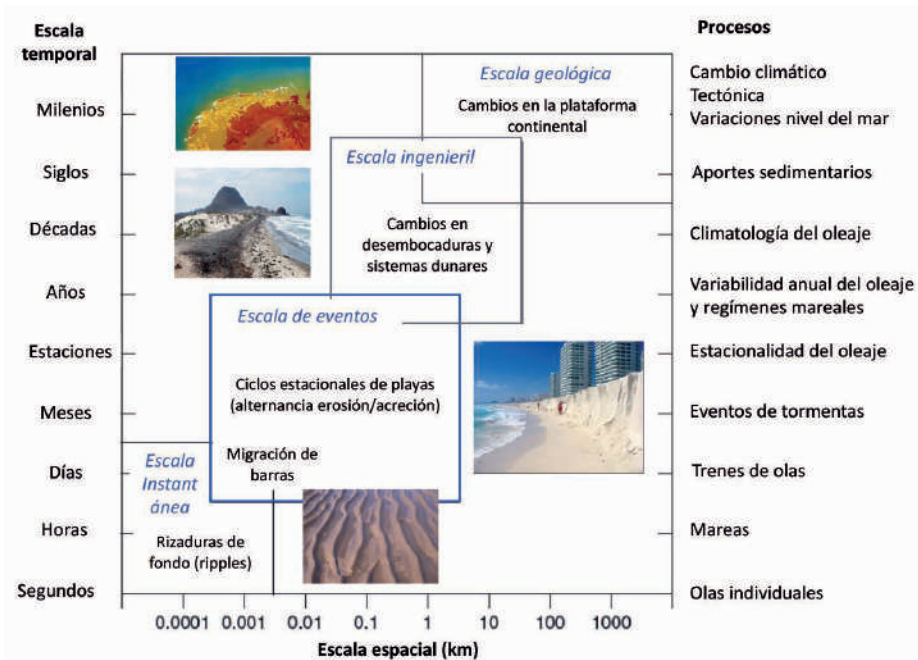 Escala
temporal
Procesos
Escala geológica
Cambios en la plataforma
continental
Milenios
Cambio climático
Tectónica
Variaciones nivel del mar
Escala ingenieril
Siglos
Aportes sedimentarios
Cambios en
desembocaduras y
sistemas dunares
Décadas
Climatología del oleaje
Años
Variabilidad anual del oleaje
y regímenes mareales
Escala de eventos
Estaciones
Estacionalidad del oleaje
Ciclos estacionales de playas
(alternancia erosión/acreción)
Meses
Eventos de tormentas
Migración de
barras
Escala
Instant
ánea
Días
Trenes de olas
Horas
Mareas
Rizaduras de
fondo (ripples)
Segundos
Olas individuales
0.0001 0.001 0.01 0.1 1 10 100 1000
Escala espacial (km)